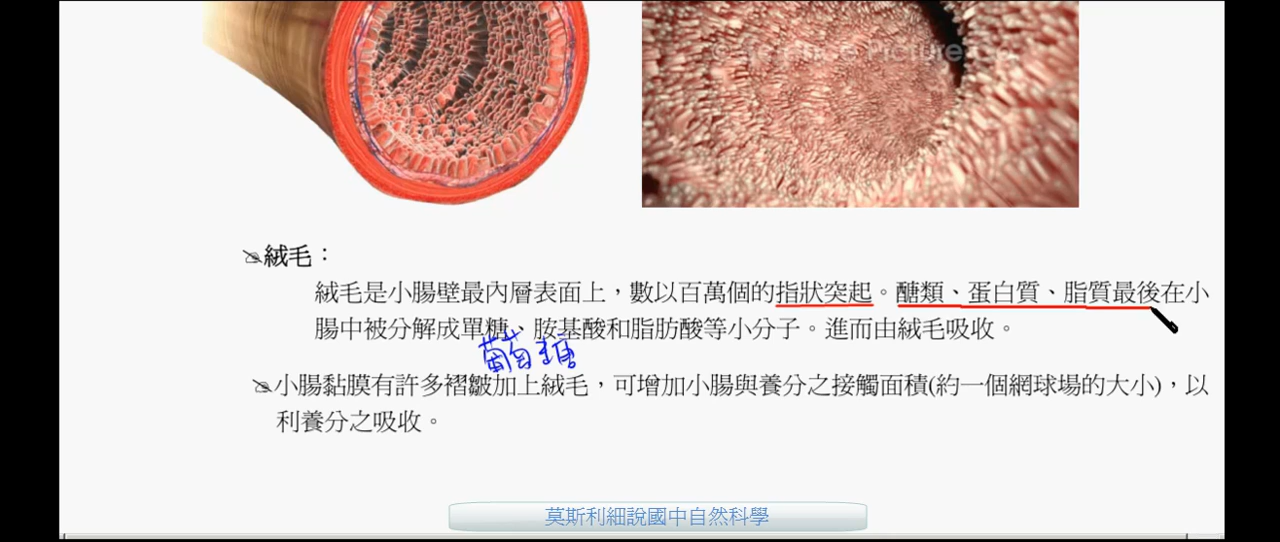 絨毛：
絨毛是小腸壁最內層表面上，數以百萬個的指狀突起。醣類、蛋白質、脂質最後在小
腸中被分解成單糖、胺基酸和脂肪酸等小分子。進而由絨毛吸收。
小腸黏膜有許多褶皺加上絨毛，可增加小腸與養分之接觸面積(約一個網球場的大小)，以
利養分之吸收。
莫斯利細說國中自然科學